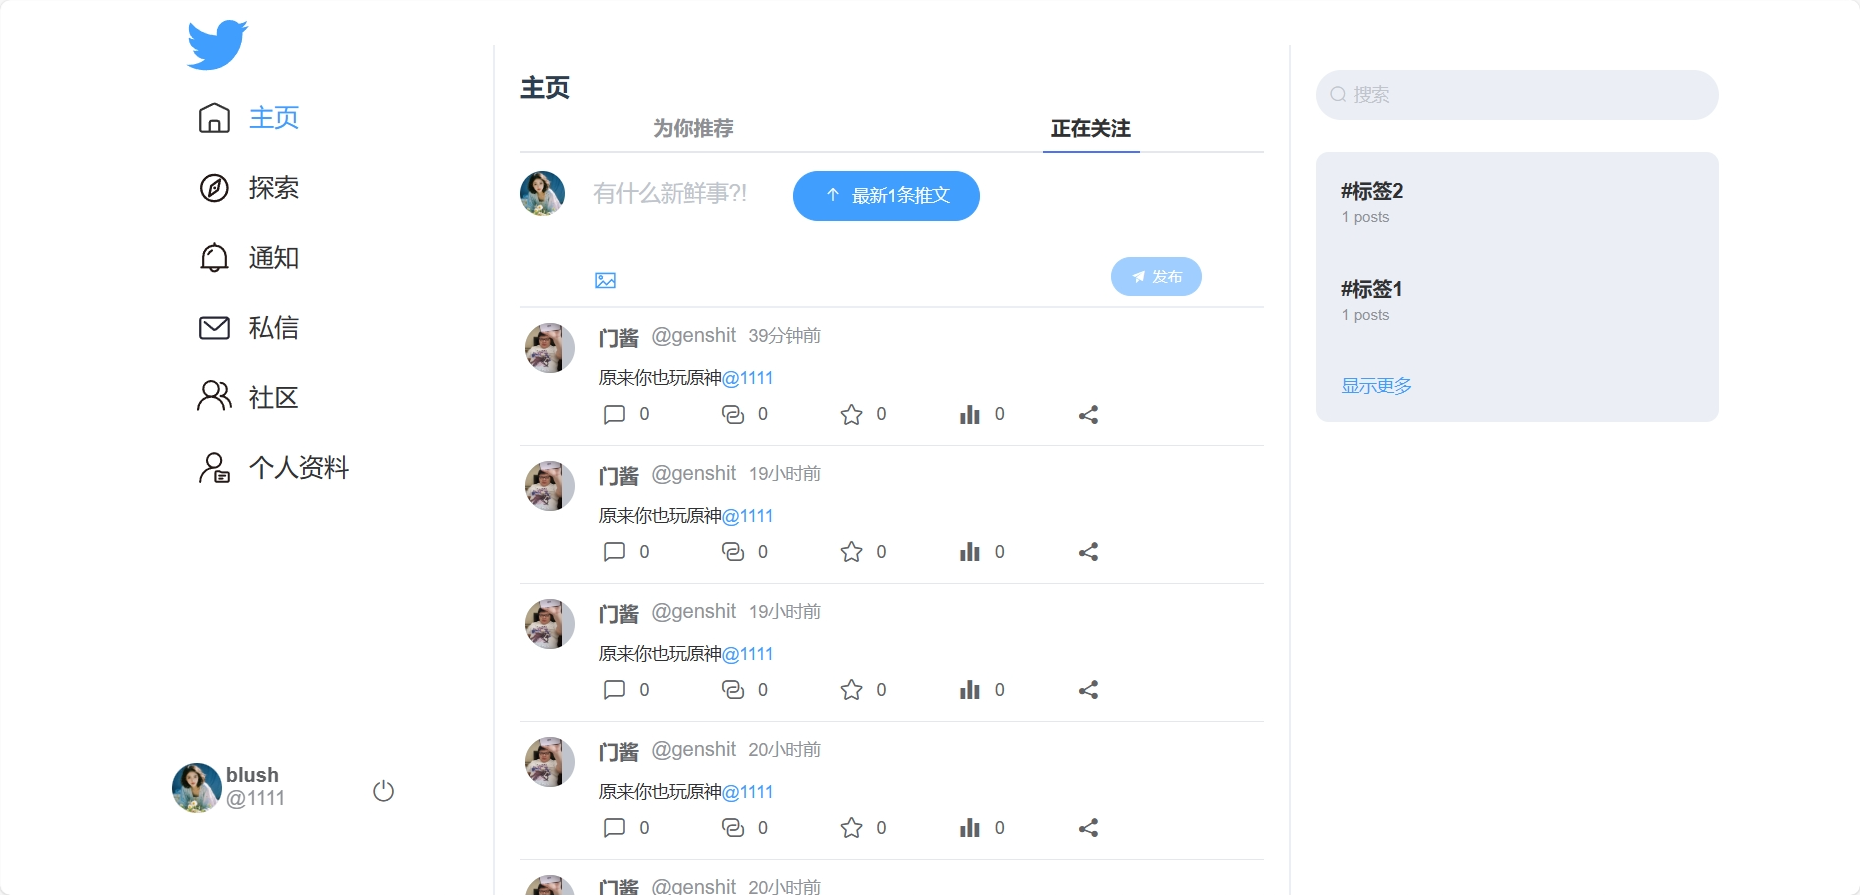 主页
探索
通知
私信
社区
个人资料
blush
@1111
主页
为你推荐
正在关注
有什么新鲜事?!
最新1条推文
发布
门酱 @genshit 39分钟前
原来你也玩原神@1111
0 0 0 0
门酱 @genshit 19小时前
原来你也玩原神@1111
0 0 0 0
门酱 @genshit 19小时前
原来你也玩原神@1111
0 0 0 0
门酱 @genshit 20小时前
原来你也玩原神@1111
0 0 0 0
门酱 @genshit 20小时前
搜索
#标签2
1 posts
#标签1
1 posts
显示更多